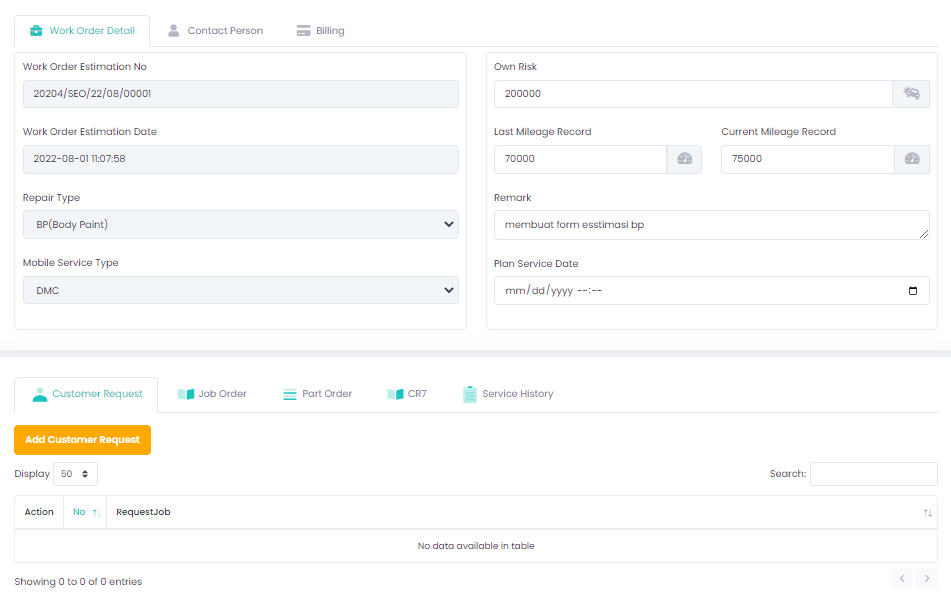 Work Order Detail Contact Person Billing
Work Order Estimation No
20204/SEO/22/08/00001
Work Order Estimation Date
2022-08-01 11:07:58
Repair Type
BP(Body Paint)
Mobile Service Type
DMC
Own Risk
200000
Last Mileage Record Current Mileage Record
70000 75000
Remark
membuat form esstimasi bp
Plan Service Date
mm/dd/yyyy --:--
Customer Request Job Order Part Order CR7 Service History
Add Customer Request
Display 50 Search:
Action No RequestJob
No data available in table
Showing 0 to 0 of 0 entries